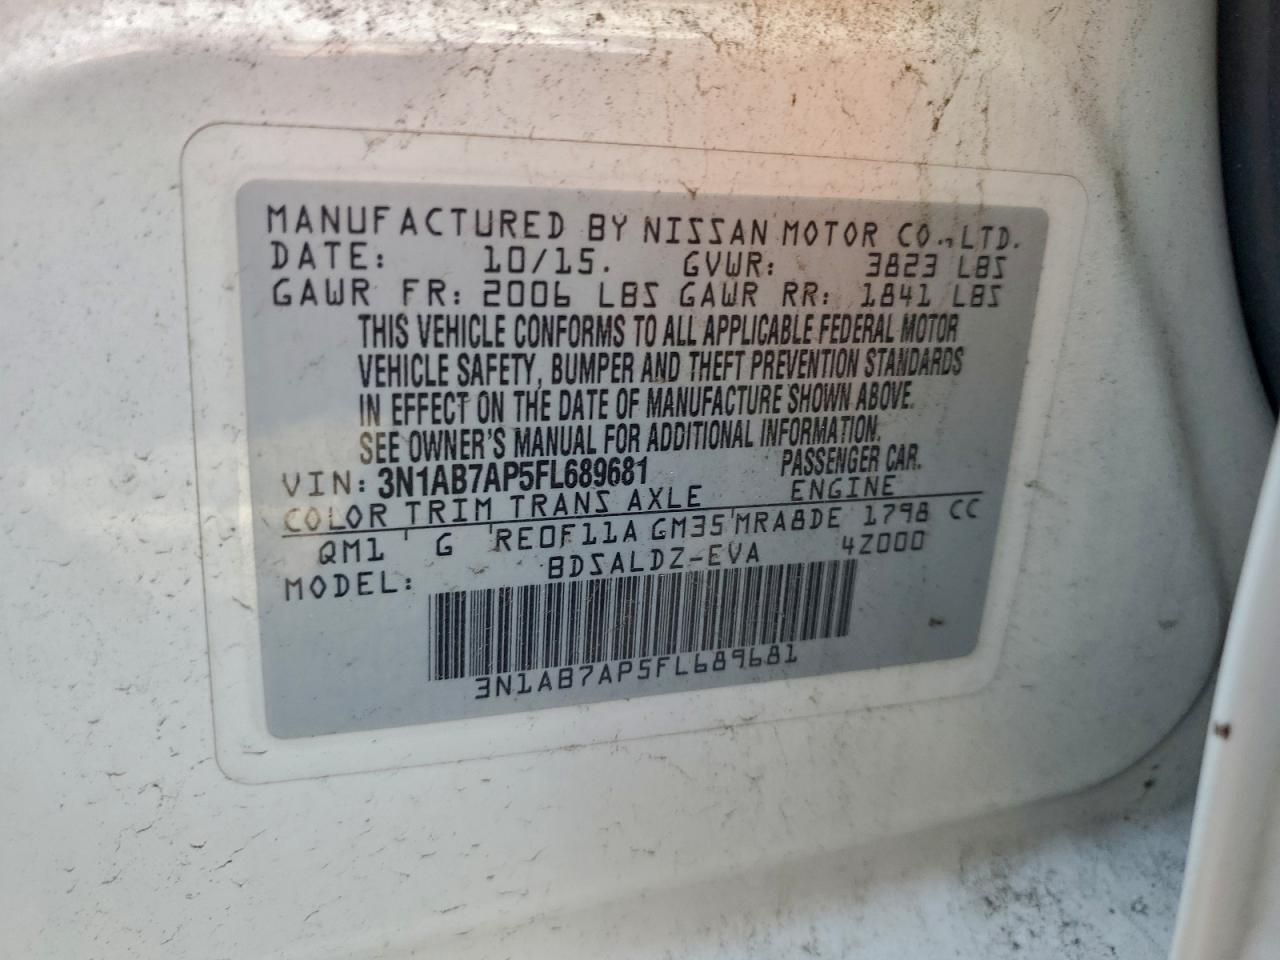 MANUFACTURED BY NISSAN MOTOR CO., LTD.
DATE: 10/15. GVWR: 3823 LBS
GAWR FR: 2006 LBS GAWR RR: 1841 LBS
THIS VEHICLE CONFORMS TO ALL APPLICABLE FEDERAL MOTOR
VEHICLE SAFETY, BUMPER AND THEFT PREVENTION STANDARDS
IN EFFECT ON THE DATE OF MANUFACTURE SHOWN ABOVE.
SEE OWNER'S MANUAL FOR ADDITIONAL INFORMATION.
VIN: 3N1AB7AP5FL689681 PASSENGER CAR.
COLOR TRIM TRANS AXLE ENGINE
QM1 G RE0F11A GM35 MRA8DE 1798 CC
MODEL: BDSALDZ-EVA 4Z000
3N1AB7AP5FL689681